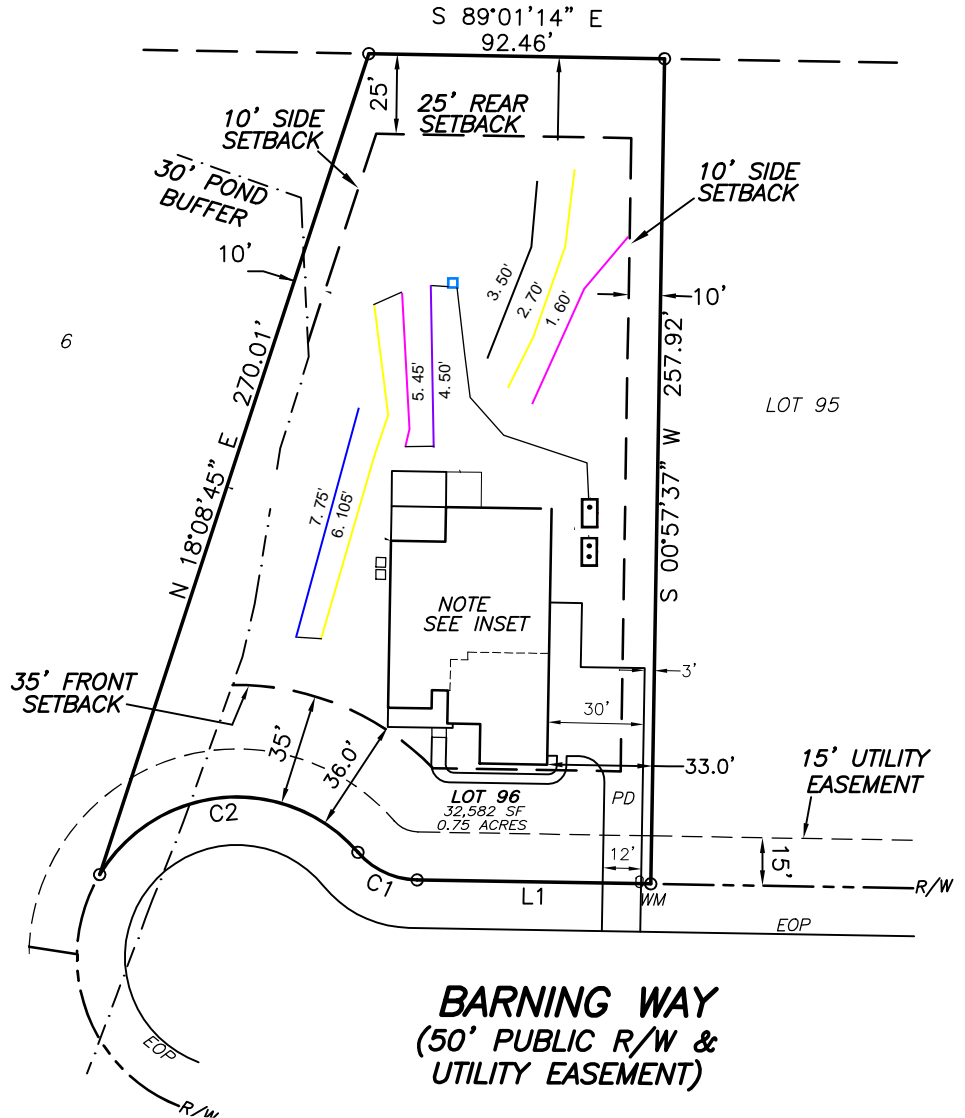 S 89°01'14" E
92.46'
25'
25' REAR
SETBACK
10' SIDE
SETBACK
30' POND
BUFFER
10' SIDE
SETBACK
10'
10'
3. 50'
2. 70'
1. 60'
5. 45'
4. 50'
7. 75'
6. 105'
6
LOT 95
N 18°08'45" E 270.01'
S 00°57'37" W 257.92'
NOTE
SEE INSET
35' FRONT
SETBACK
3'
30'
35'
36.0'
33.0'
15' UTILITY
EASEMENT
LOT 96
32,582 SF
0.75 ACRES
PD
12'
15'
C2
C1
L1
WM
R/W
EOP
EOP
R/W
BARNING WAY
(50' PUBLIC R/W &
UTILITY EASEMENT)